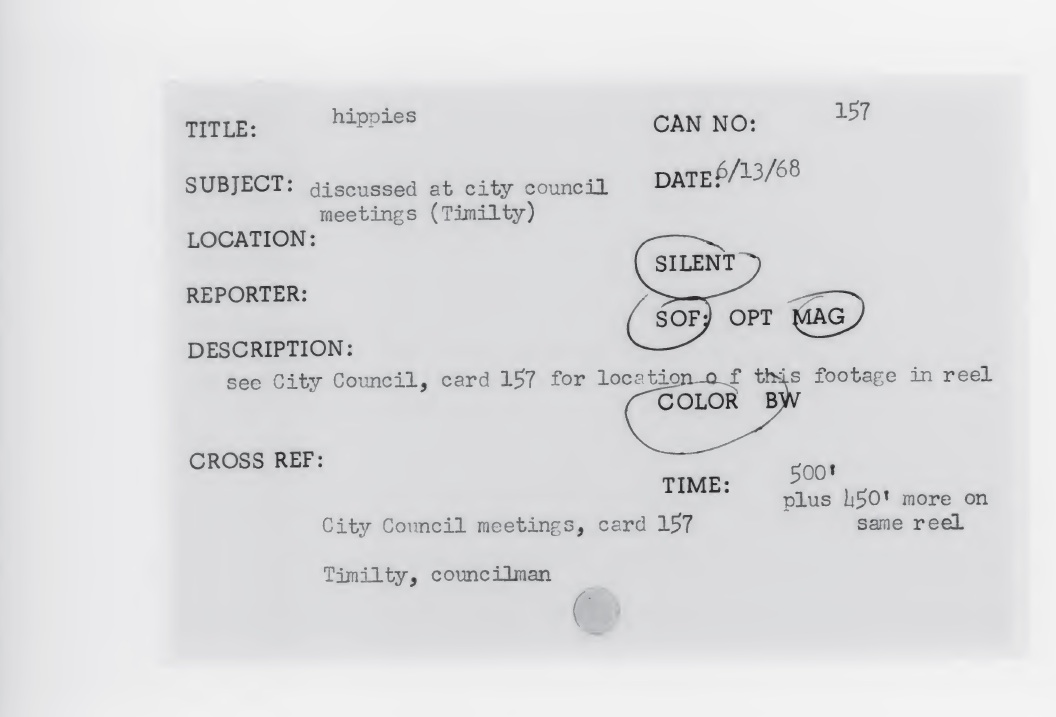 TITLE: hippies
CAN NO: 157
SUBJECT: discussed at city council
meetings (Timilty)
DATE: 6/13/68
LOCATION:
SILENT
REPORTER:
SOF: OPT MAG
DESCRIPTION:
see City Council, card 157 for location o f this footage in reel
COLOR BW
CROSS REF:
TIME: 500'
plus 450' more on
same reel
City Council meetings, card 157
Timilty, councilman